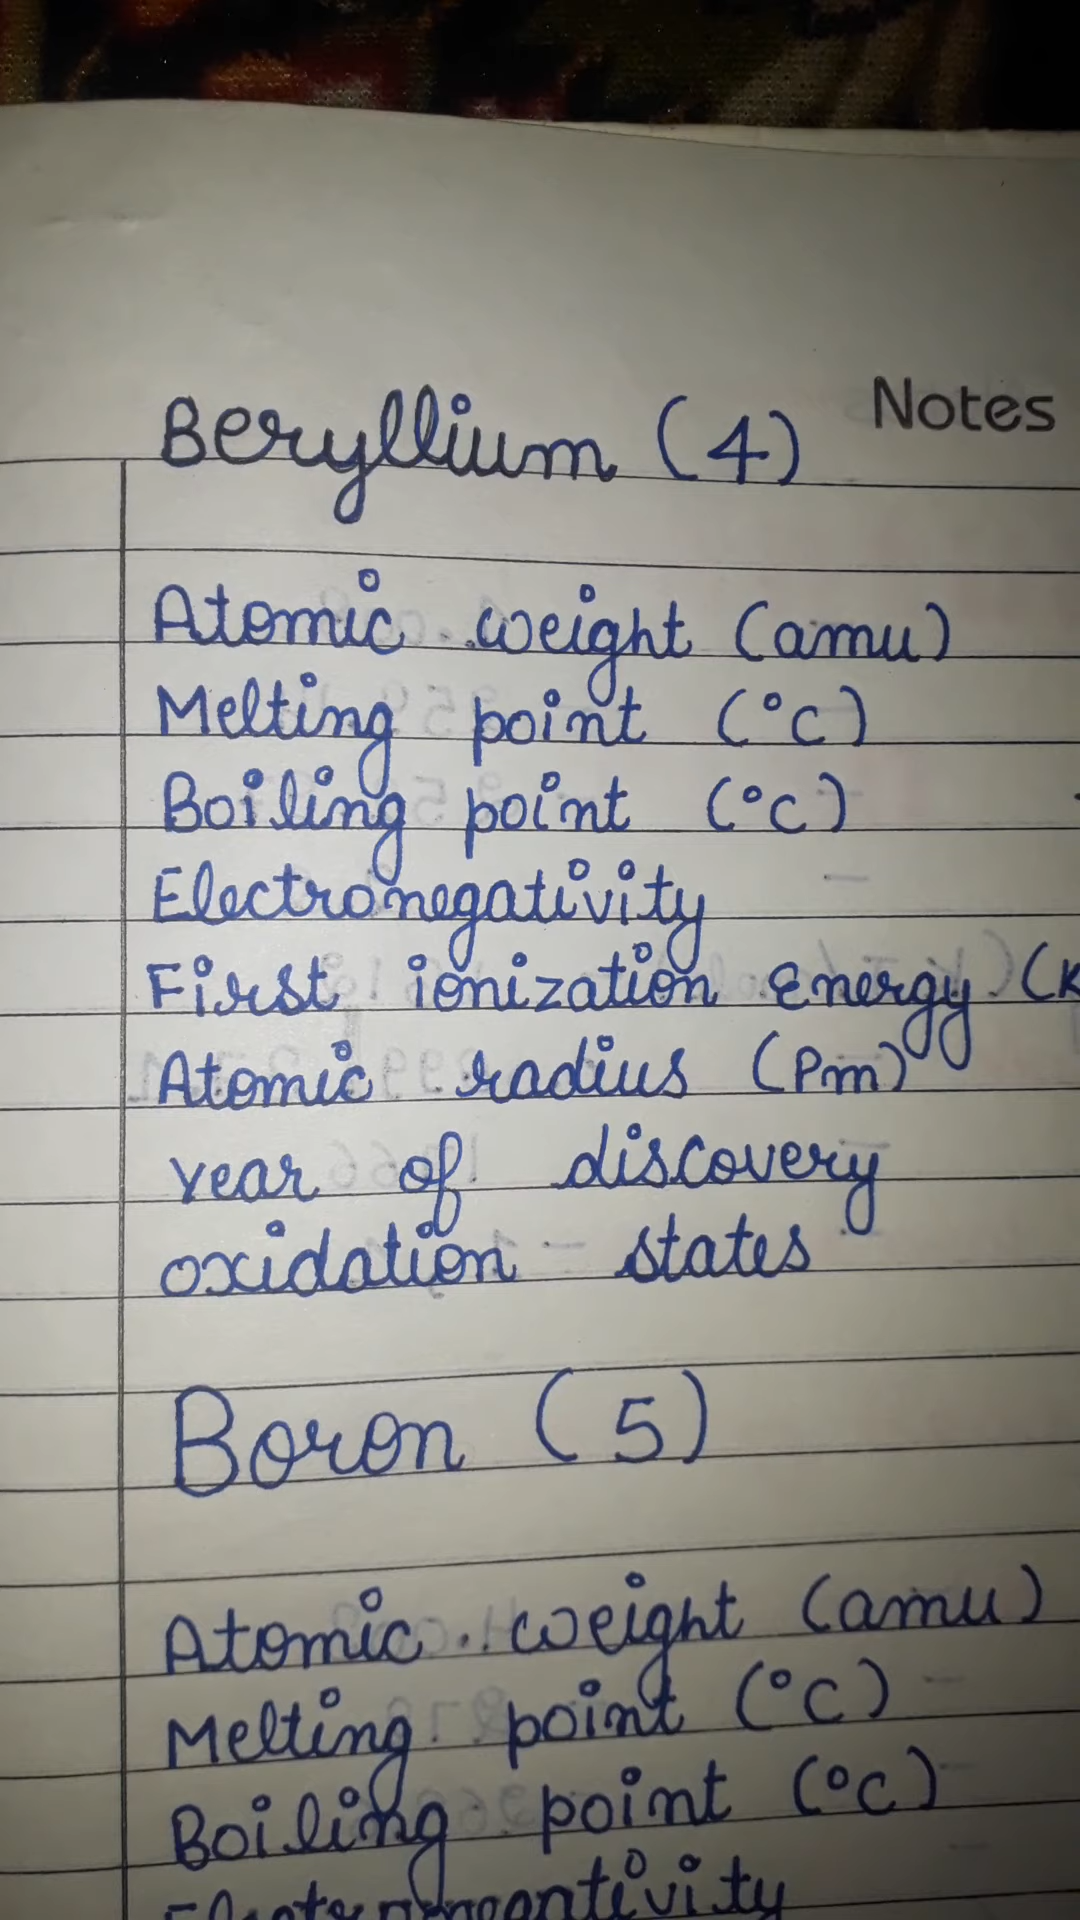 Notes
Beryllium (4)
Atomic weight (amu)
Melting point (°C)
Boiling point (°C)
Electronegativity
First ionization Energy (K
Atomic radius (Pm)
year of discovery
oxidation states
Boron (5)
Atomic weight (amu)
Melting point (°C)
Boiling point (°C)